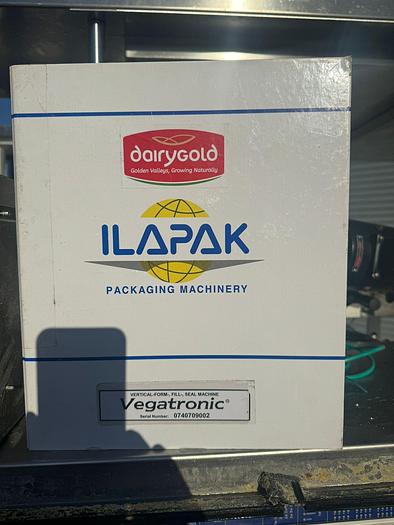 dairygold
Golden Valleys, Growing Naturally
ILAPAK
PACKAGING MACHINERY
VERTICAL-FORM-, FILL-, SEAL MACHINE
Vegatronic®
Serial Number: 0740709002